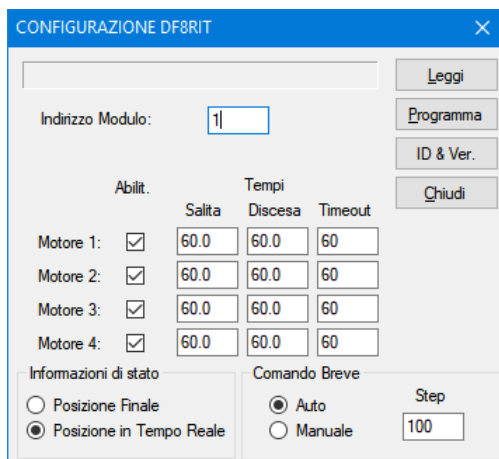 CONFIGURAZIONE DF8RIT
Leggi
Indirizzo Modulo: 1 Programma
ID & Ver.
Abilit. Tempi Chiudi
Salita Discesa Timeout
Motore 1: 60.0 60.0 60
Motore 2: 60.0 60.0 60
Motore 3: 60.0 60.0 60
Motore 4: 60.0 60.0 60
Informazioni di stato
Posizione Finale
Posizione in Tempo Reale
Comando Breve
Auto
Manuale
Step
100